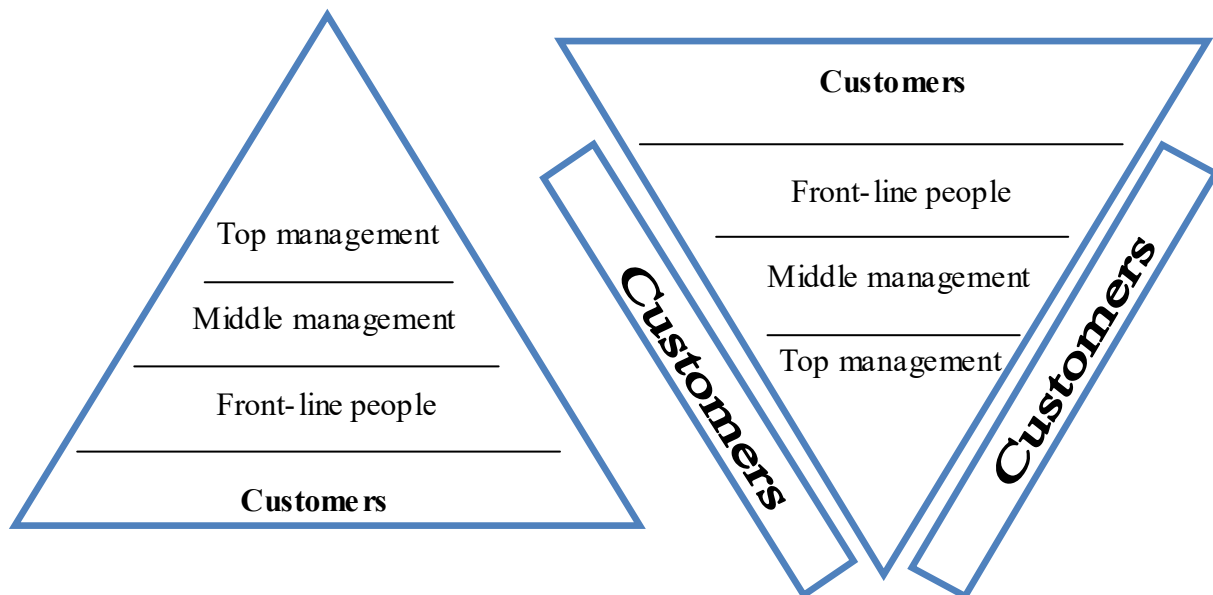 Top management
Middle management
Front-line people
Customers
Customers
Front-line people
Middle management
Top management
Customers
Customers